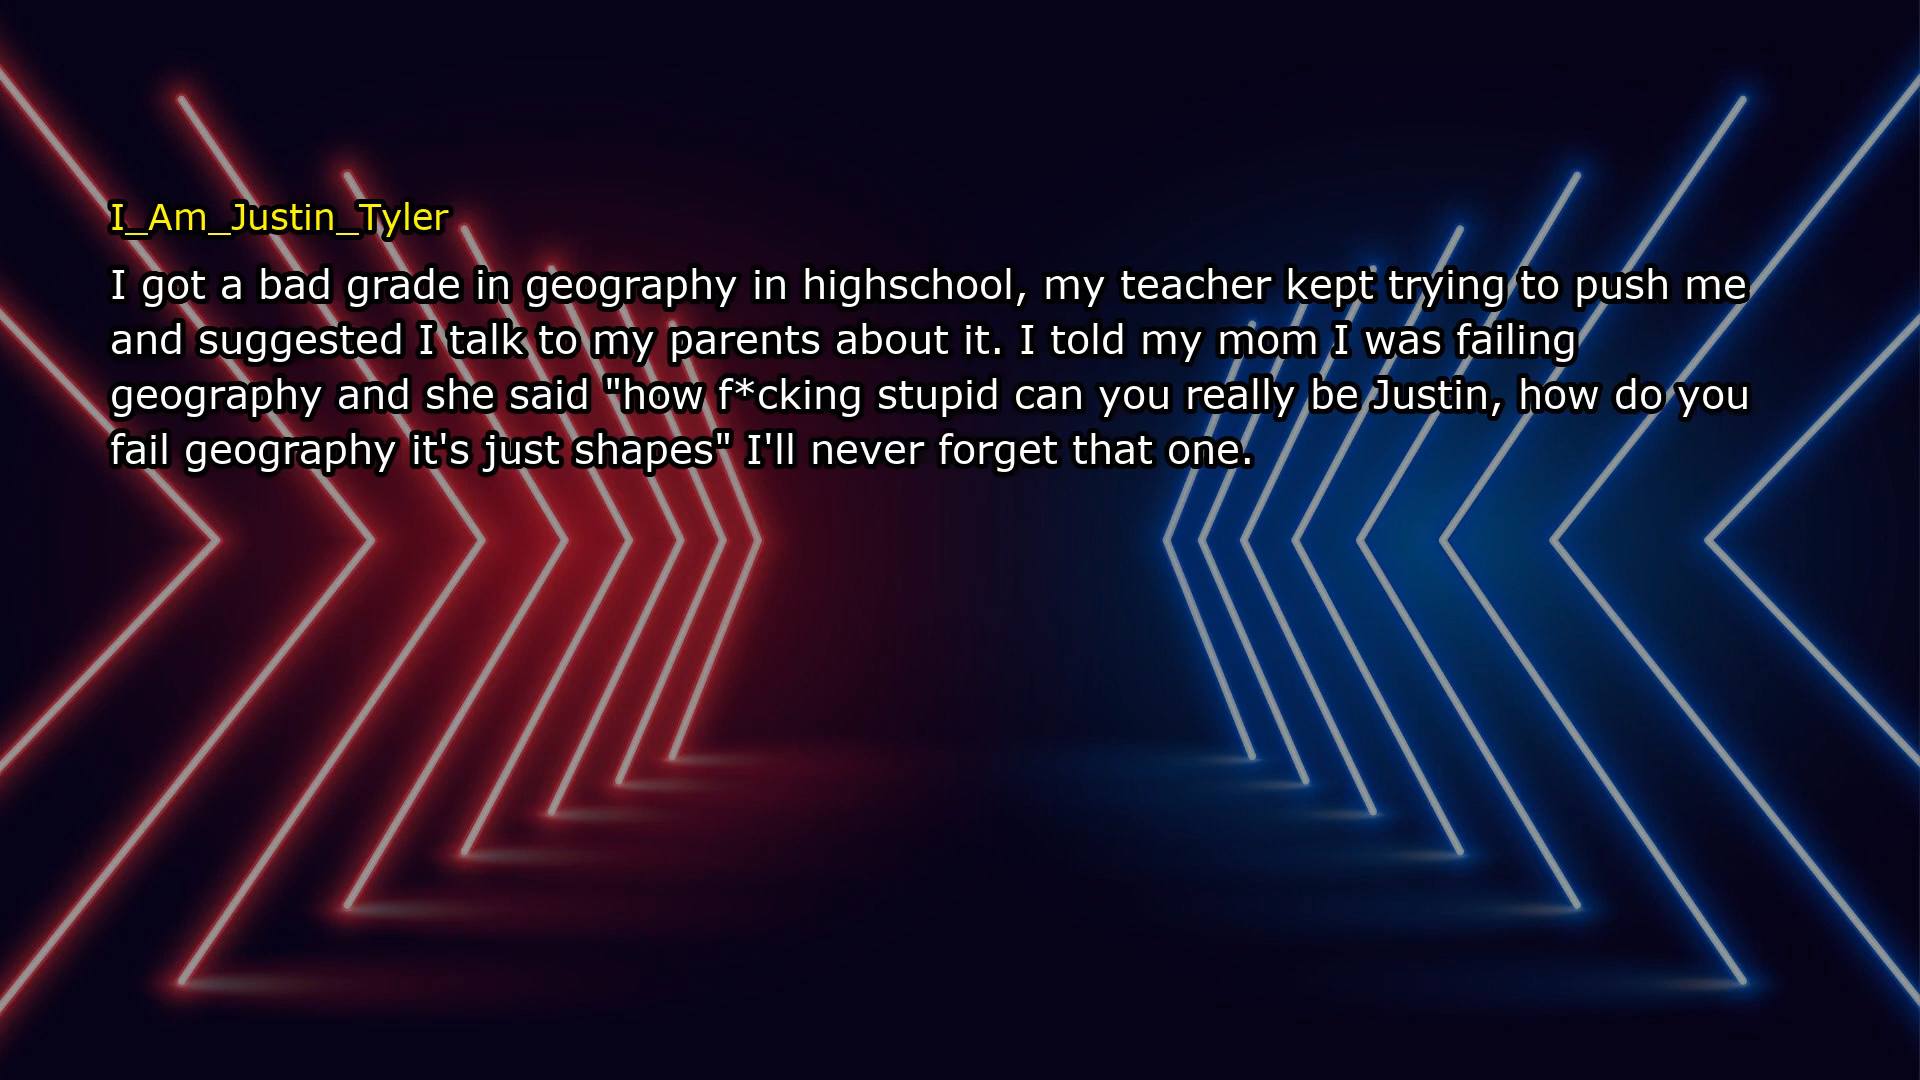 I_Am_Justin_Tyler
I got a bad grade in geography in highschool, my teacher kept trying to push me
and suggested I talk to my parents about it. I told my mom I was failing
geography and she said "how f*cking stupid can you really be Justin, how do you
fail geography it's just shapes" I'll never forget that one.